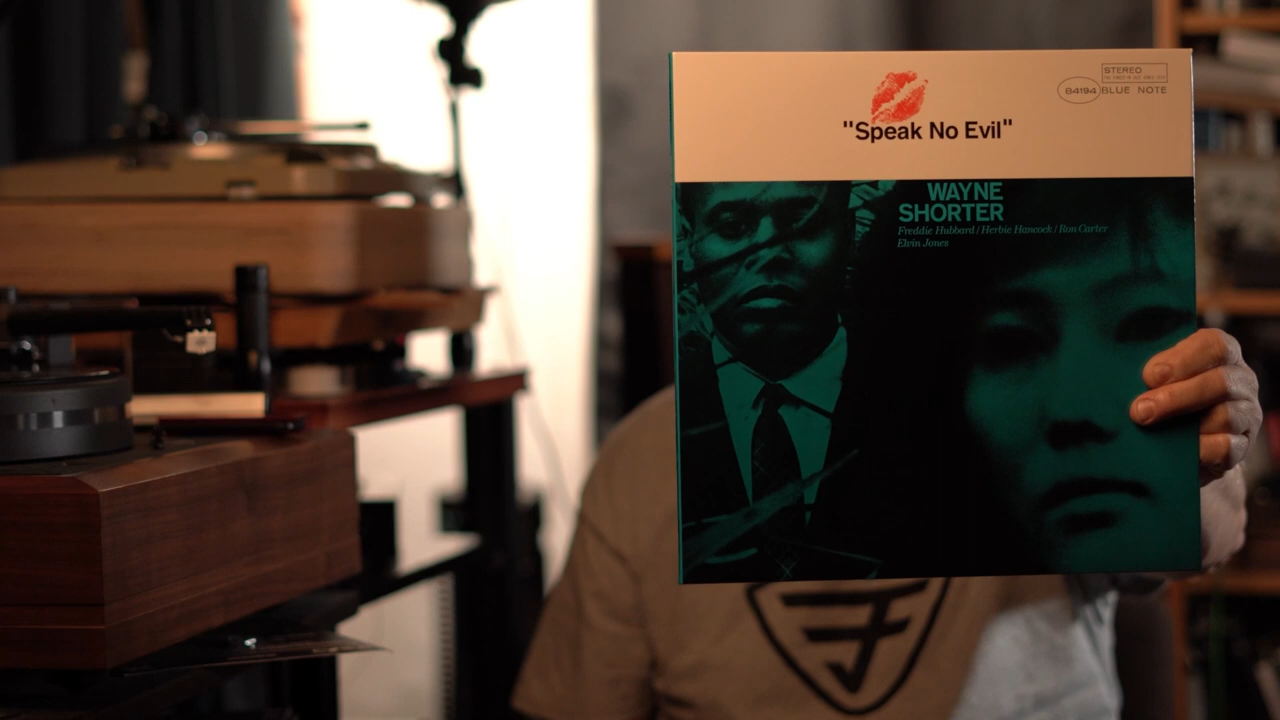 STEREO
84194 BLUE NOTE
"Speak No Evil"
WAYNE
SHORTER
Freddie Hubbard / Herbie Hancock / Ron Carter
Elvin Jones